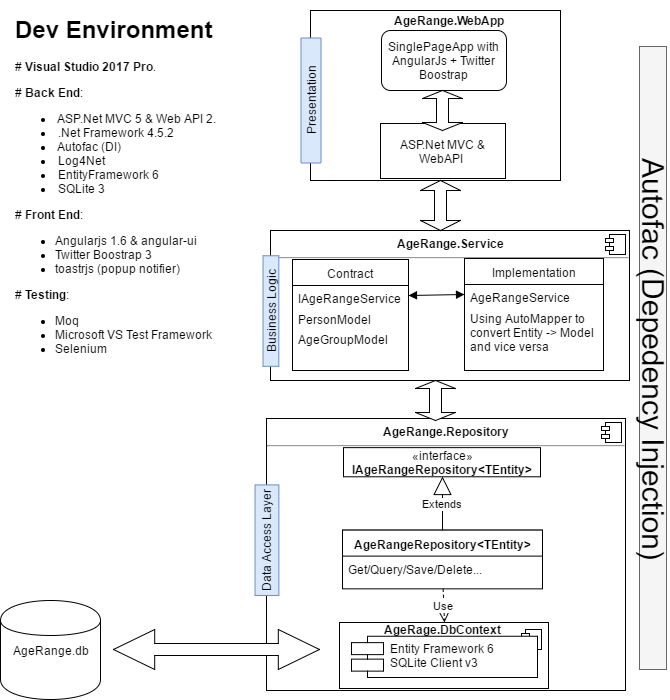 Dev Environment
# Visual Studio 2017 Pro.
# Back End:
ASP.Net MVC 5 & Web API 2.
.Net Framework 4.5.2
Autofac (DI)
Log4Net
EntityFramework 6
SQLite 3
# Front End:
Angularjs 1.6 & angular-ui
Twitter Boostrap 3
toastrjs (popup notifier)
# Testing:
Moq
Microsoft VS Test Framework
Selenium
Presentation
AgeRange.WebApp
SinglePageApp with
AngularJs + Twitter
Boostrap
ASP.Net MVC &
WebAPI
Business Logic
AgeRange.Service
Contract
IAgeRangeService
PersonModel
AgeGroupModel
Implementation
AgeRangeService
Using AutoMapper to
convert Entity -> Model
and vice versa
Data Access Layer
AgeRange.Repository
«interface»
IAgeRangeRepository<TEntity>
Extends
AgeRangeRepository<TEntity>
Get/Query/Save/Delete...
Use
AgeRage.DbContext
Entity Framework 6
SQLite Client v3
AgeRange.db
Autofac (Depedency Injection)